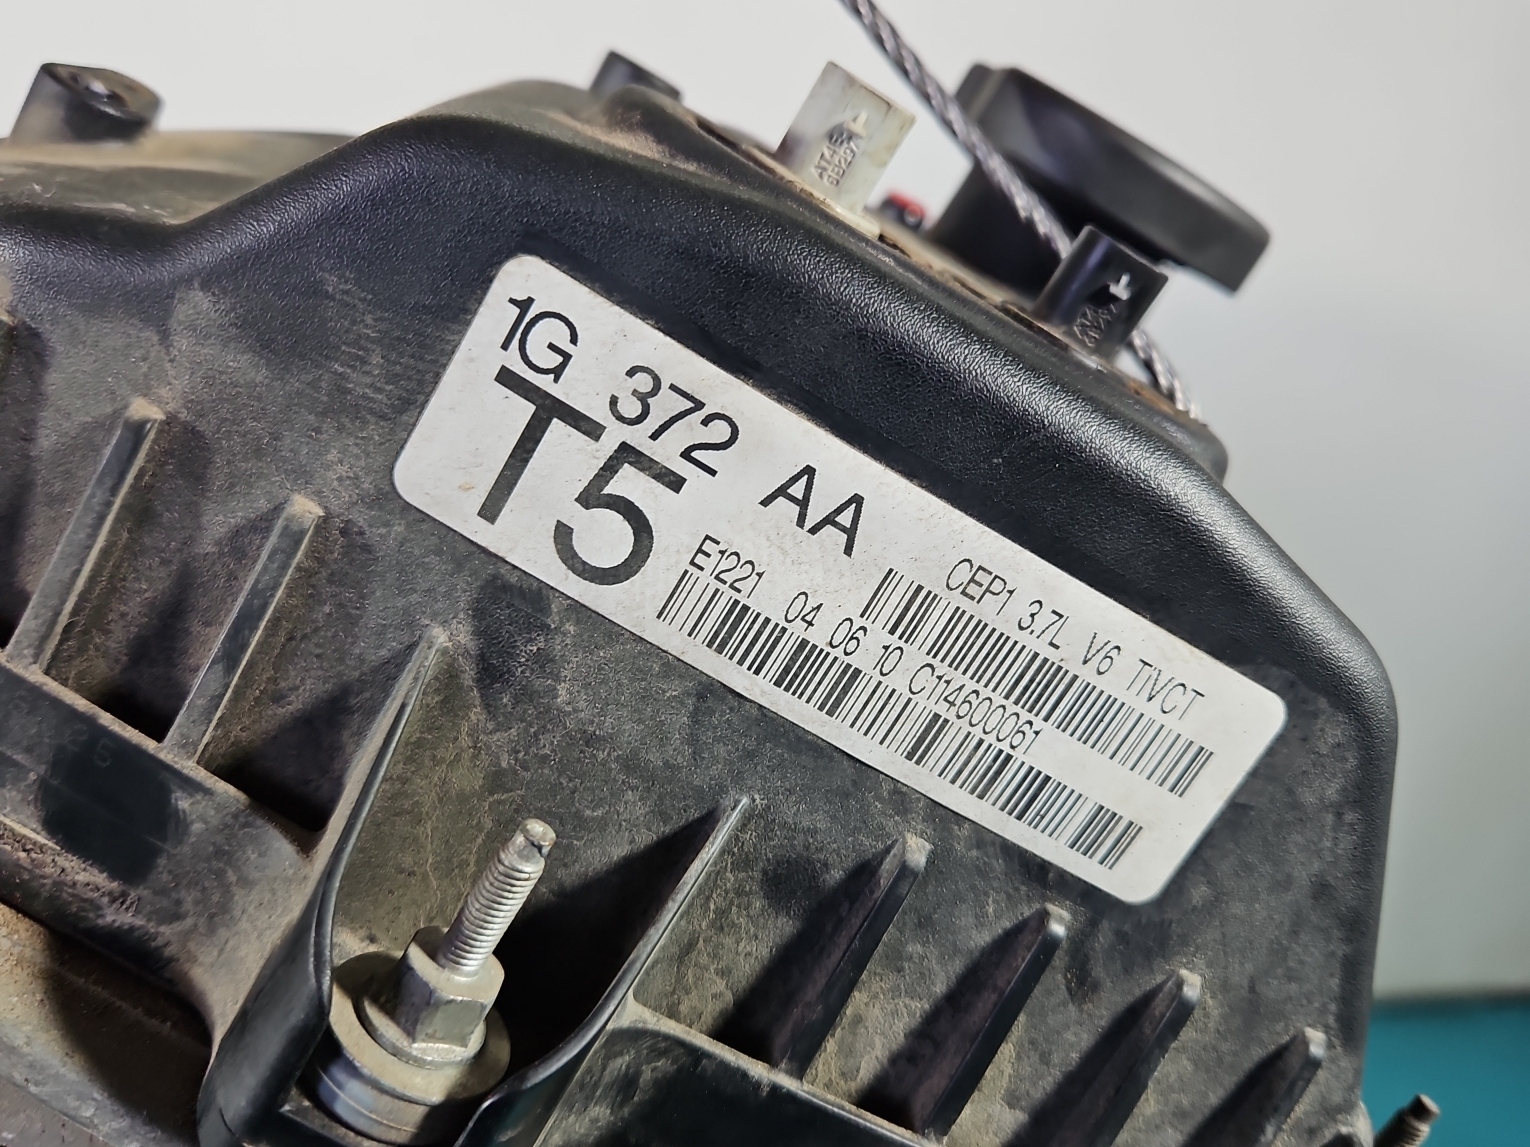 1G 372 AA
T5
CEP1 3.7L V6 TIVCT
E1221 04 06 10 C114600061